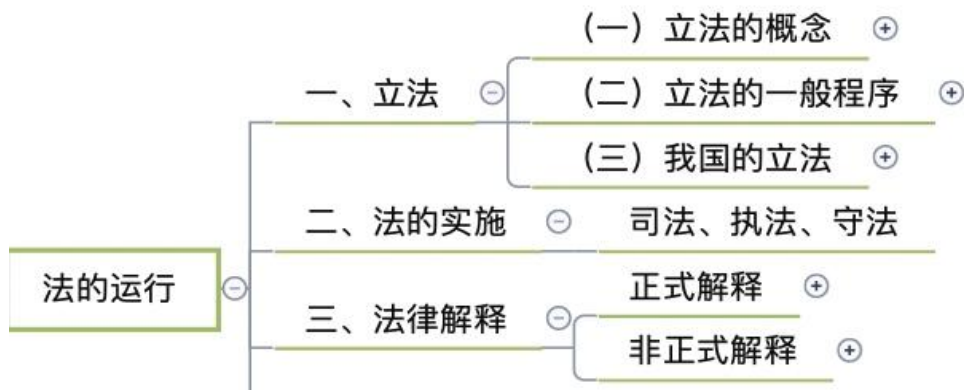 （一）立法的概念
一、立法
（二）立法的一般程序
（三）我国的立法
二、法的实施
司法、执法、守法
法的运行
正式解释
三、法律解释
非正式解释